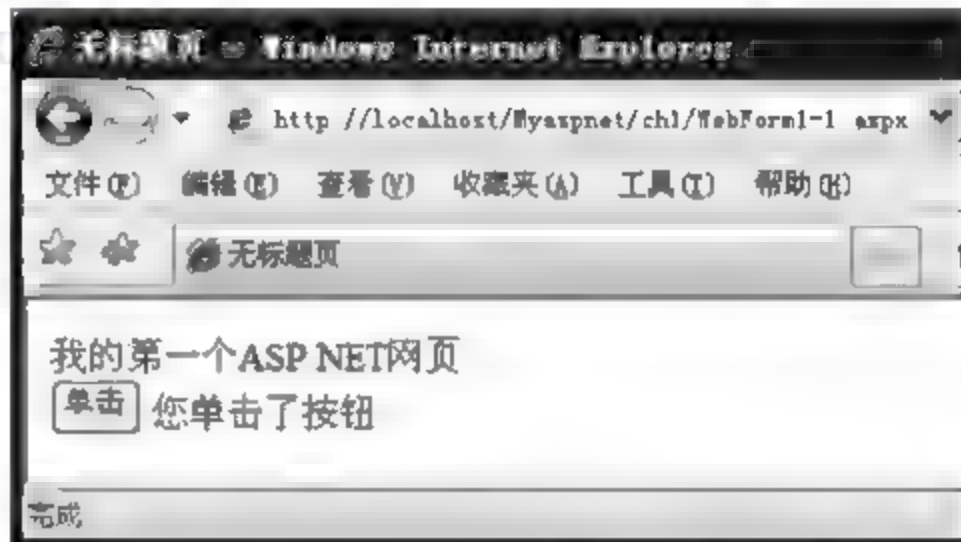 无标题页 - Windows Internet Explorer
http //localhost/Myaspnet/ch1/WebForm1-1 aspx
文件(F) 编辑(E) 查看(V) 收藏夹(A) 工具(T) 帮助(H)
无标题页
我的第一个ASP NET网页
单击 您单击了按钮
完成